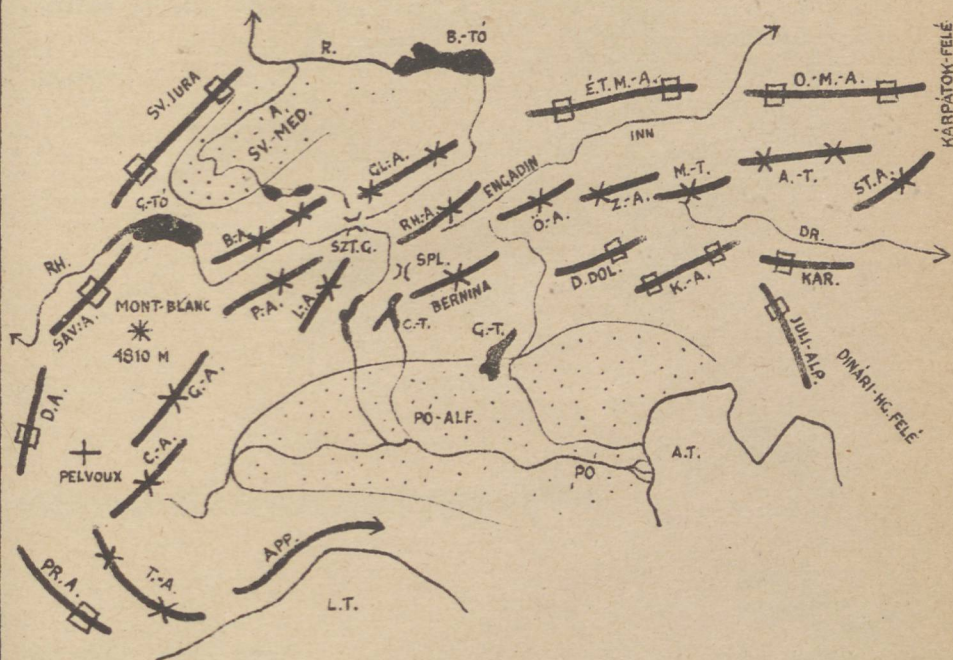 B.-TÓ
R.
SV. JURA
A.
SV.-MED.
É.T.M.-A.
O.-M.-A.
KÁRPÁTOK-FELÉ
INN
GL.-A.
ENGADIN
M.-T.
A.-T.
ST.A.
G-TÓ
B.-A.
RH.-A.
Ö.-A.
Z.-A.
SZT.G.
DR.
RH.
SPL.
D.DOL.
K.-A.
KAR.
SAV.-A.
MONT-BLANC
4810 M
P.-A.
L.-A.
BERNINA
C.-T.
G.-T.
JULI-ALP.
DINÁRI-HG.FELÉ
D.A.
G.-A.
PÓ-ALF.
PELVOUX
C.-A.
PÓ
A.T.
PR.A.
T.-A.
APP.
L.T.